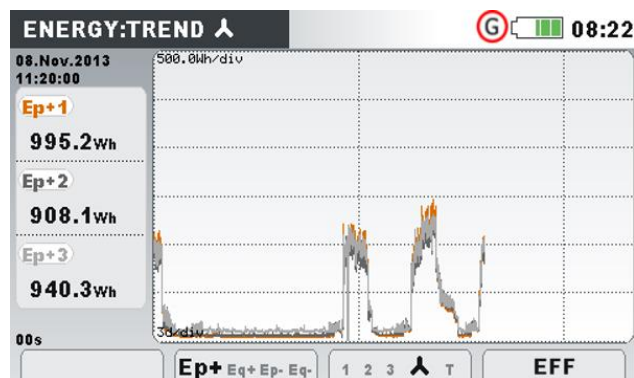 ENERGY:TREND G 08:22
08.Nov.2013
11:20:00
500.0Wh/div
Ep+1
995.2Wh
Ep+2
908.1Wh
Ep+3
940.3Wh
00s
3d/div
Ep+ Eq+ Ep- Eq- 1 2 3 T EFF